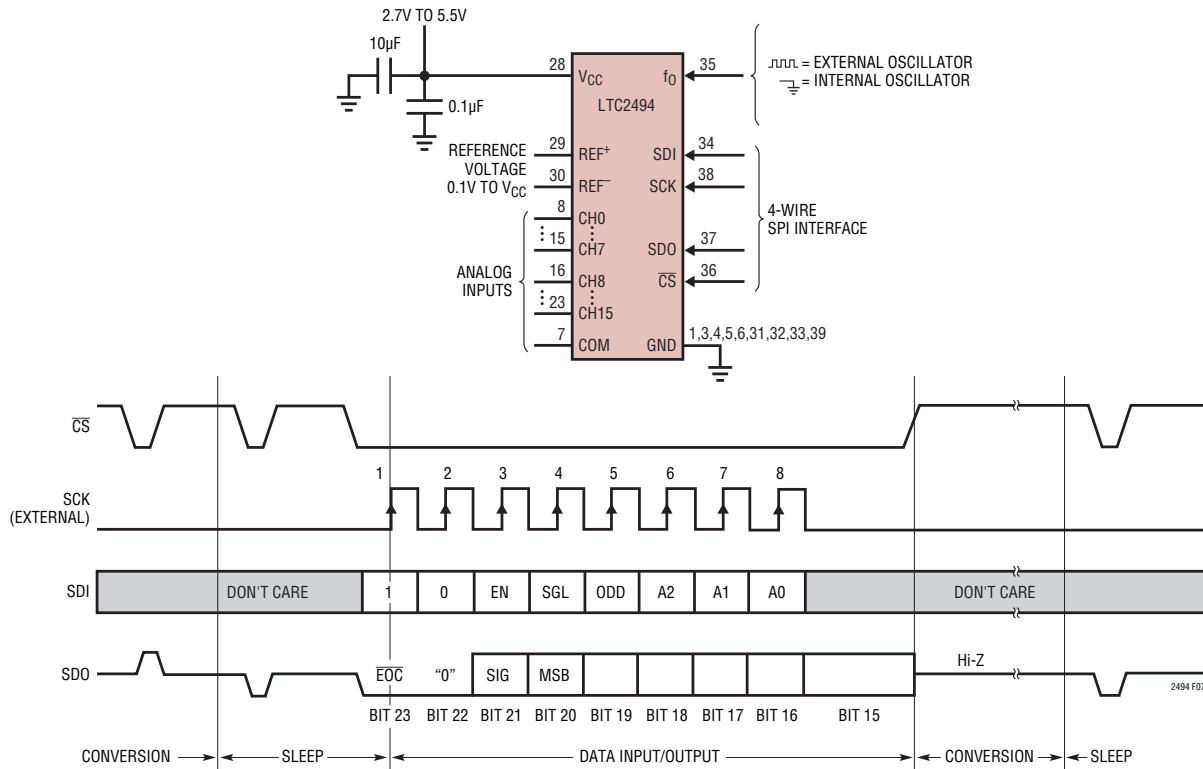 2.7V TO 5.5V
10µF
0.1µF
28
VCC
fO
35
LTC2494
= EXTERNAL OSCILLATOR
= INTERNAL OSCILLATOR
REFERENCE
VOLTAGE
0.1V TO VCC
29
REF+
30
REF–
SDI
34
SCK
38
8
CH0
15
CH7
SDO
37
4-WIRE
SPI INTERFACE
ANALOG
INPUTS
16
CH8
CS
36
23
CH15
7
COM
GND
1,3,4,5,6,31,32,33,39
CS
1 2 3 4 5 6 7 8
SCK
(EXTERNAL)
SDI
DON'T CARE 1 0 EN SGL ODD A2 A1 A0 DON'T CARE
SDO
EOC "0" SIG MSB Hi-Z
2494 F07
BIT 23 BIT 22 BIT 21 BIT 20 BIT 19 BIT 18 BIT 17 BIT 16 BIT 15
CONVERSION SLEEP DATA INPUT/OUTPUT CONVERSION SLEEP